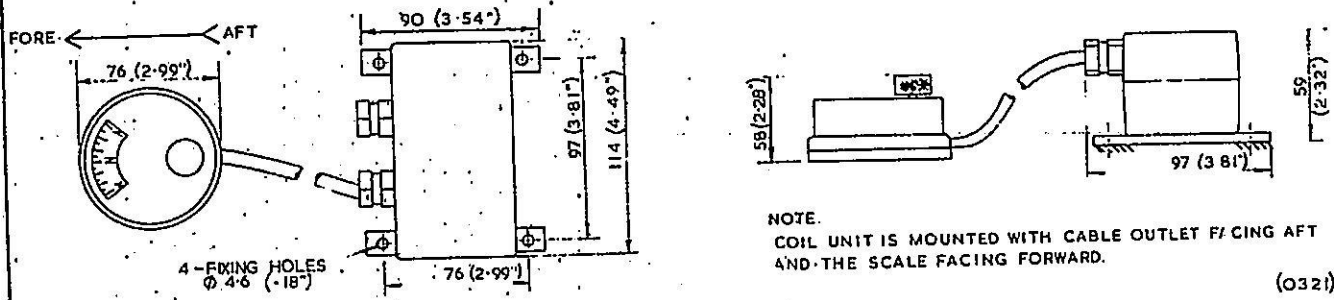 FORE AFT
76 (2·99")
90 (3·54")
97 (3·81")
114 (4·49")
4-FIXING HOLES
Φ 4·6 (·18")
76 (2·99")
58 (2·28")
59
(2·32")
97 (3 81")
NOTE.
COIL UNIT IS MOUNTED WITH CABLE OUTLET FACING AFT
AND THE SCALE FACING FORWARD.
(0321)